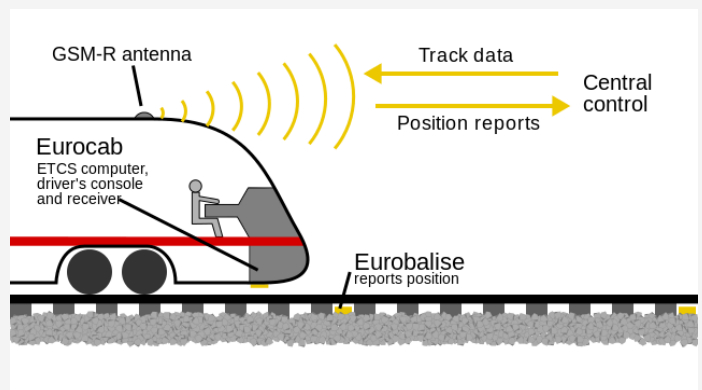 GSM-R antenna
Track data
Central
control
Position reports
Eurocab
ETCS computer,
driver's console
and receiver
Eurobalise
reports position